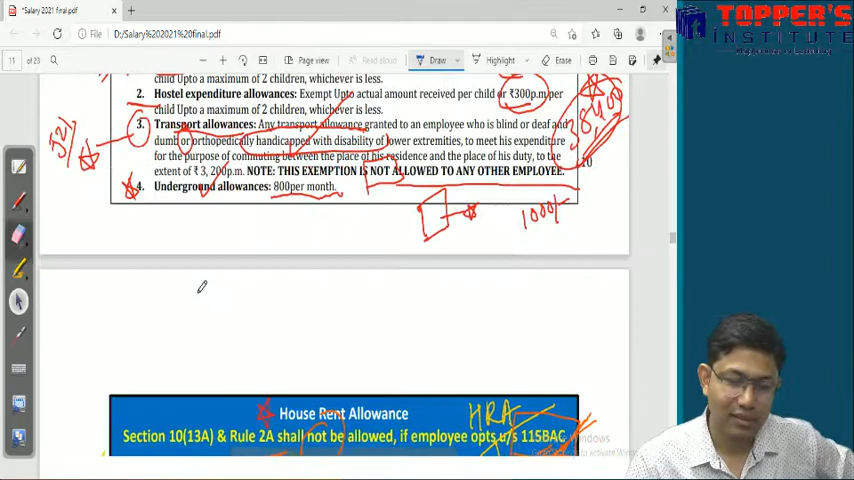 *Salary 2021 final.pdf
File
D:/Salary%202021%20final.pdf
TOPPER'S
INSTITUTE
11 of 23
Draw
Highlight
Erase
child Upto a maximum of 2 children, whichever is less.
2. Hostel expenditure allowances: Exempt Upto actual amount received per child or ₹300p.m per
child Upto a maximum of 2 children, whichever is less.
3. Transport allowances: Any transport allowance granted to an employee who is blind or deaf and
dumb or orthopedically handicapped with disability of lower extremities, to meet his expenditure
for the purpose of commuting between the place of his residence and the place of his duty, to the
extent of ₹ 3, 200p.m. NOTE: THIS EXEMPTION IS NOT ALLOWED TO ANY OTHER EMPLOYEE.
4. Underground allowances: 800per month.
38,400
10
1000/-
House Rent Allowance
HRA
Section 10(13A) & Rule 2A shall not be allowed, if employee opts u/s 115BAC